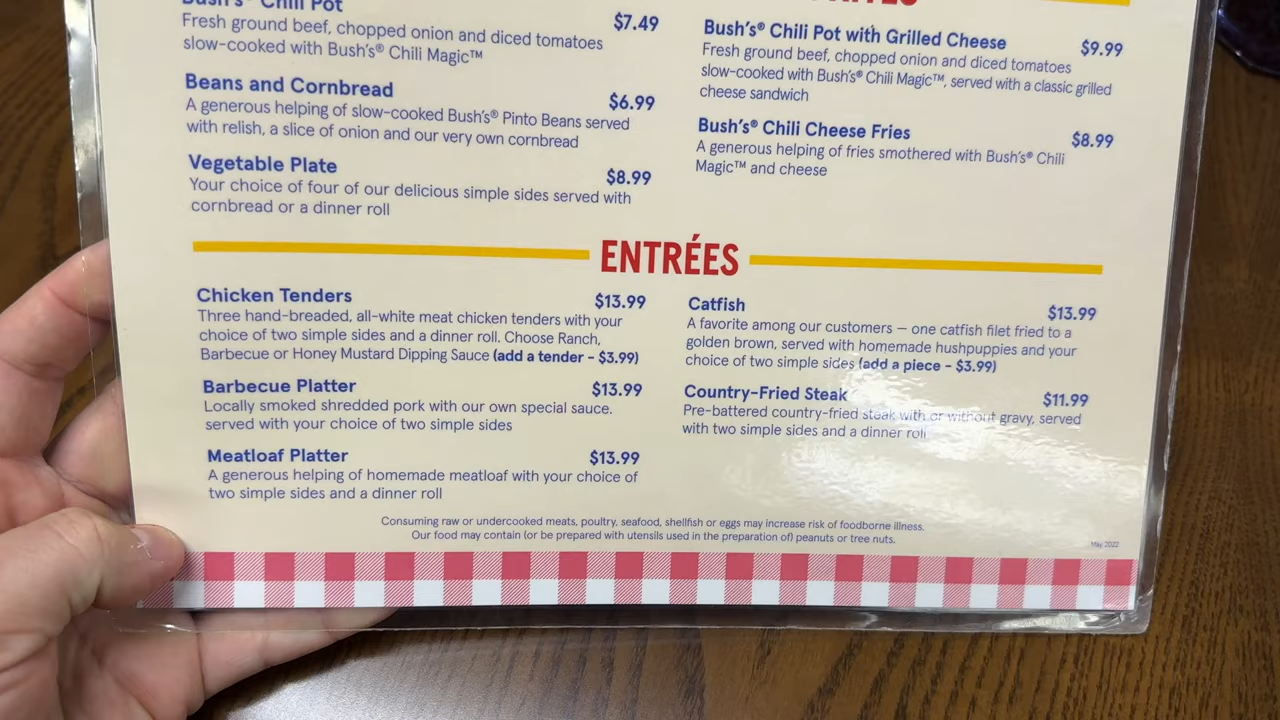 Bush's® Chili Pot
$7.49
Fresh ground beef, chopped onion and diced tomatoes
slow-cooked with Bush's® Chili Magic™
Beans and Cornbread
$6.99
A generous helping of slow-cooked Bush's® Pinto Beans served
with relish, a slice of onion and our very own cornbread
Vegetable Plate
$8.99
Your choice of four of our delicious simple sides served with
cornbread or a dinner roll
Bush's® Chili Pot with Grilled Cheese
$9.99
Fresh ground beef, chopped onion and diced tomatoes
slow-cooked with Bush's® Chili Magic™, served with a classic grilled
cheese sandwich
Bush's® Chili Cheese Fries
$8.99
A generous helping of fries smothered with Bush's® Chili
Magic™ and cheese
ENTRÉES
Chicken Tenders
$13.99
Three hand-breaded, all-white meat chicken tenders with your
choice of two simple sides and a dinner roll. Choose Ranch,
Barbecue or Honey Mustard Dipping Sauce (add a tender - $3.99)
Barbecue Platter
$13.99
Locally smoked shredded pork with our own special sauce.
served with your choice of two simple sides
Meatloaf Platter
$13.99
A generous helping of homemade meatloaf with your choice of
two simple sides and a dinner roll
Catfish
$13.99
A favorite among our customers — one catfish filet fried to a
golden brown, served with homemade hushpuppies and your
choice of two simple sides (add a piece - $3.99)
Country-Fried Steak
$11.99
Pre-battered country-fried steak with or without gravy, served
with two simple sides and a dinner roll
Consuming raw or undercooked meats, poultry, seafood, shellfish or eggs may increase risk of foodborne illness.
Our food may contain (or be prepared with utensils used in the preparation of) peanuts or tree nuts.
May 2022